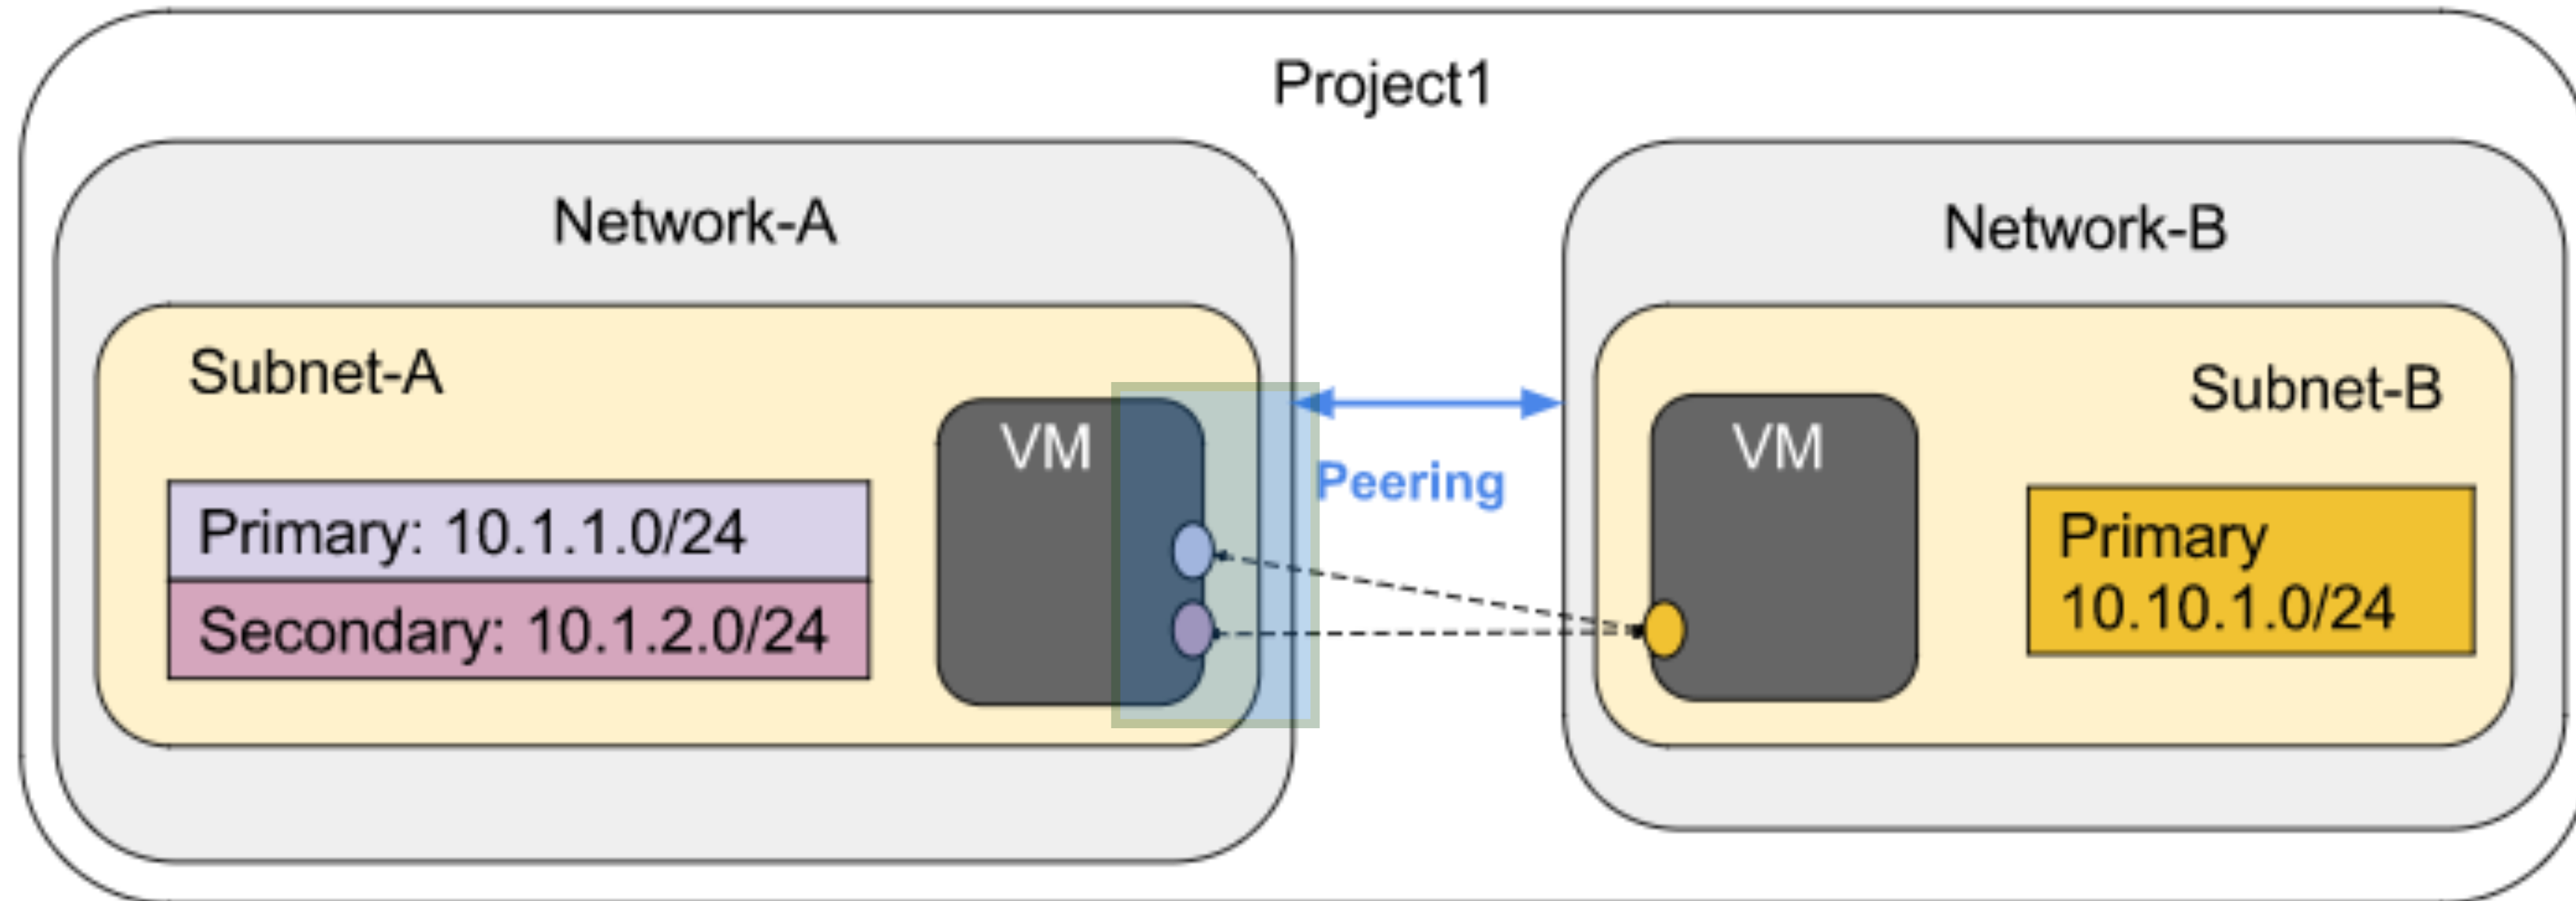 Project1
Network-A
Subnet-A
VM
Primary: 10.1.1.0/24
Secondary: 10.1.2.0/24
Peering
Network-B
VM
Subnet-B
Primary
10.10.1.0/24